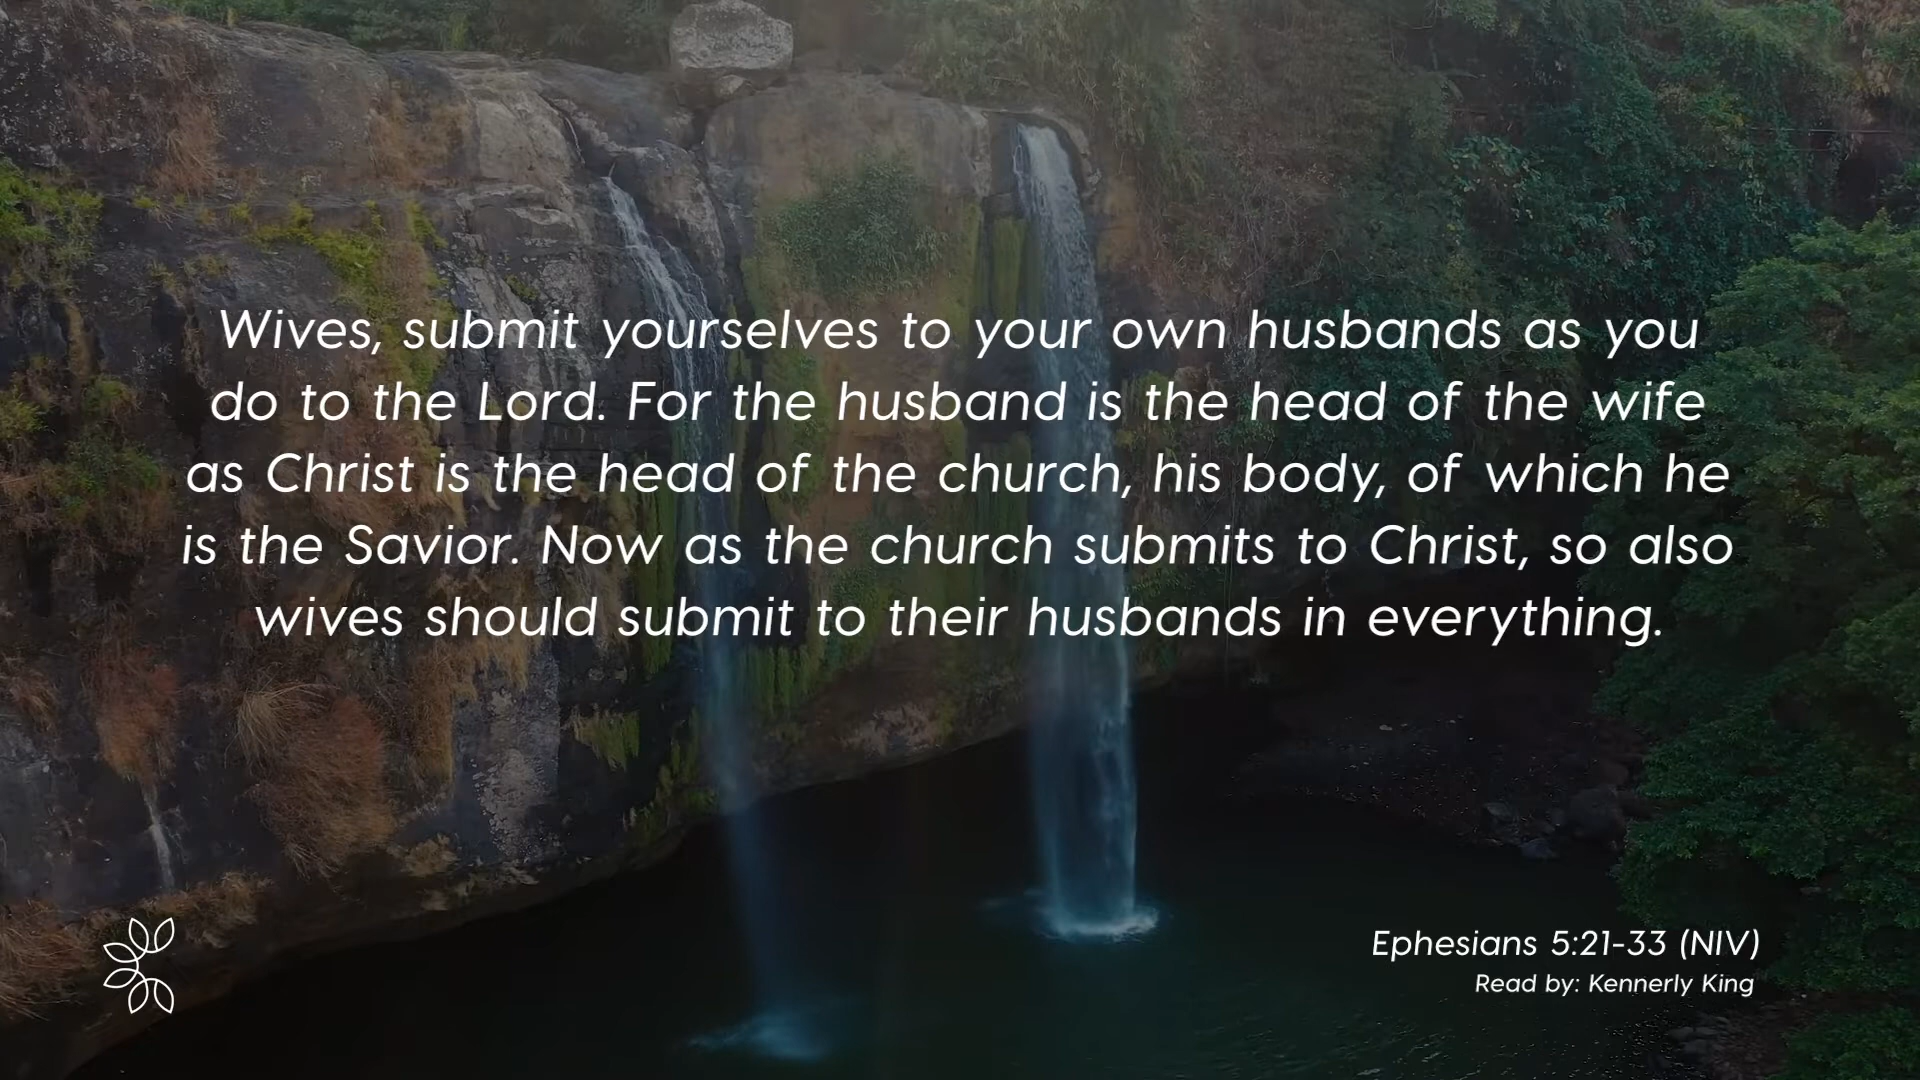 Wives, submit yourselves to your own husbands as you
do to the Lord. For the husband is the head of the wife
as Christ is the head of the church, his body, of which he
is the Savior. Now as the church submits to Christ, so also
wives should submit to their husbands in everything.
Ephesians 5:21-33 (NIV)
Read by: Kennerly King